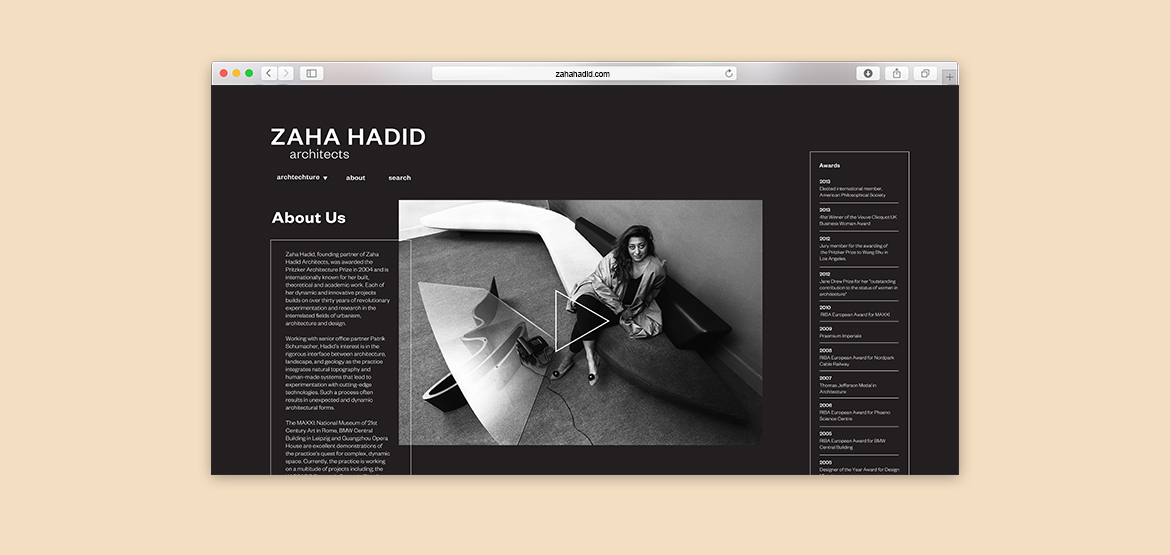 zahahadid.com
ZAHA HADID
architects
archtechture
about
search
About Us
Zaha Hadid, founding partner of Zaha
Hadid Architects, was awarded the
Pritzker Architecture Prize in 2004 and is
internationally known for her built,
theoretical and academic work. Each of
her dynamic and innovative projects
builds on over thirty years of revolutionary
experimentation and research in the
interrelated fields of urbanism,
architecture and design.
Working with senior office partner Patrik
Schumacher, Hadid's interest is in the
rigorous interface between architecture,
landscape, and geology as the practice
integrates natural topography and
human-made systems that lead to
experimentation with cutting-edge
technologies. Such a process often
results in unexpected and dynamic
architectural forms.
The MAXXI: National Museum of 21st
Century Art in Rome, BMW Central
Building in Leipzig and Guangzhou Opera
House are excellent demonstrations of
the practice's quest for complex, dynamic
space. Currently, the practice is working
on a multitude of projects including the
Awards
2013
Elected international member,
American Philosophical Society
2013
41st Winner of the Veuve Clicquot UK
Business Woman Award
2012
Jury member for the awarding of
the Pritzker Prize to Wang Shu in
Los Angeles
2012
Jane Drew Prize for her "outstanding
contribution to the status of women in
architecture"
2010
RIBA European Award for MAXXI
2009
Praemium Imperiale
2008
RIBA European Award for Nordpark
Cable Railway
2007
Thomas Jefferson Medal in
Architecture
2006
RIBA European Award for Phaeno
Science Centre
2005
RIBA European Award for BMW
Central Building
2005
Designer of the Year Award for Design